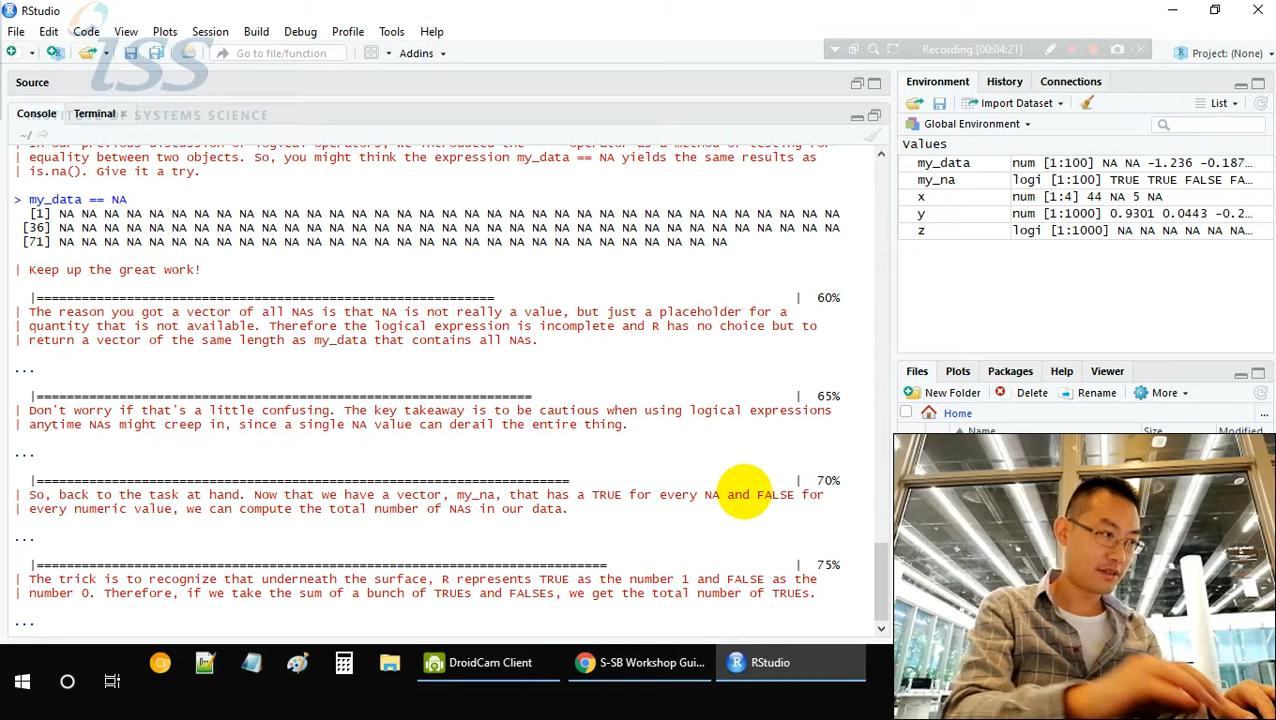 RStudio
File Edit Code View Plots Session Build Debug Profile Tools Help
Go to file/function
Addins
Recording [00:04:21]
Project: (None)
iss
INSTITUTE OF SYSTEMS SCIENCE
Source
Console Terminal
~/
equality between two objects. So, you might think the expression my_data == NA yields the same results as
is.na(). Give it a try.
> my_data == NA
[1] NA NA NA NA NA NA NA NA NA NA NA NA NA NA NA NA NA NA NA NA NA NA NA NA NA NA NA NA NA NA NA NA NA NA NA
[36] NA NA NA NA NA NA NA NA NA NA NA NA NA NA NA NA NA NA NA NA NA NA NA NA NA NA NA NA NA NA NA NA NA NA NA
[71] NA NA NA NA NA NA NA NA NA NA NA NA NA NA NA NA NA NA NA NA NA NA NA NA NA NA NA NA NA NA
| Keep up the great work!
|============================================================= | 60%
| The reason you got a vector of all NAs is that NA is not really a value, but just a placeholder for a
| quantity that is not available. Therefore the logical expression is incomplete and R has no choice but to
| return a vector of the same length as my_data that contains all NAs.
...
|================================================================== | 65%
| Don't worry if that's a little confusing. The key takeaway is to be cautious when using logical expressions
| anytime NAs might creep in, since a single NA value can derail the entire thing.
...
|======================================================================= | 70%
| So, back to the task at hand. Now that we have a vector, my_na, that has a TRUE for every NA and FALSE for
| every numeric value, we can compute the total number of NAs in our data.
...
|============================================================================ | 75%
| The trick is to recognize that underneath the surface, R represents TRUE as the number 1 and FALSE as the
| number 0. Therefore, if we take the sum of a bunch of TRUEs and FALSEs, we get the total number of TRUEs.
...
Environment History Connections
Import Dataset
List
Global Environment
Values
my_data num [1:100] NA NA -1.236 -0.187…
my_na logi [1:100] TRUE TRUE FALSE FA…
x num [1:4] 44 NA 5 NA
y num [1:1000] 0.9301 0.0443 -0.2…
z logi [1:1000] NA NA NA NA NA NA…
Files Plots Packages Help Viewer
New Folder Delete Rename More
Home
Name Size Modified
DroidCam Client
S-SB Workshop Gui...
RStudio